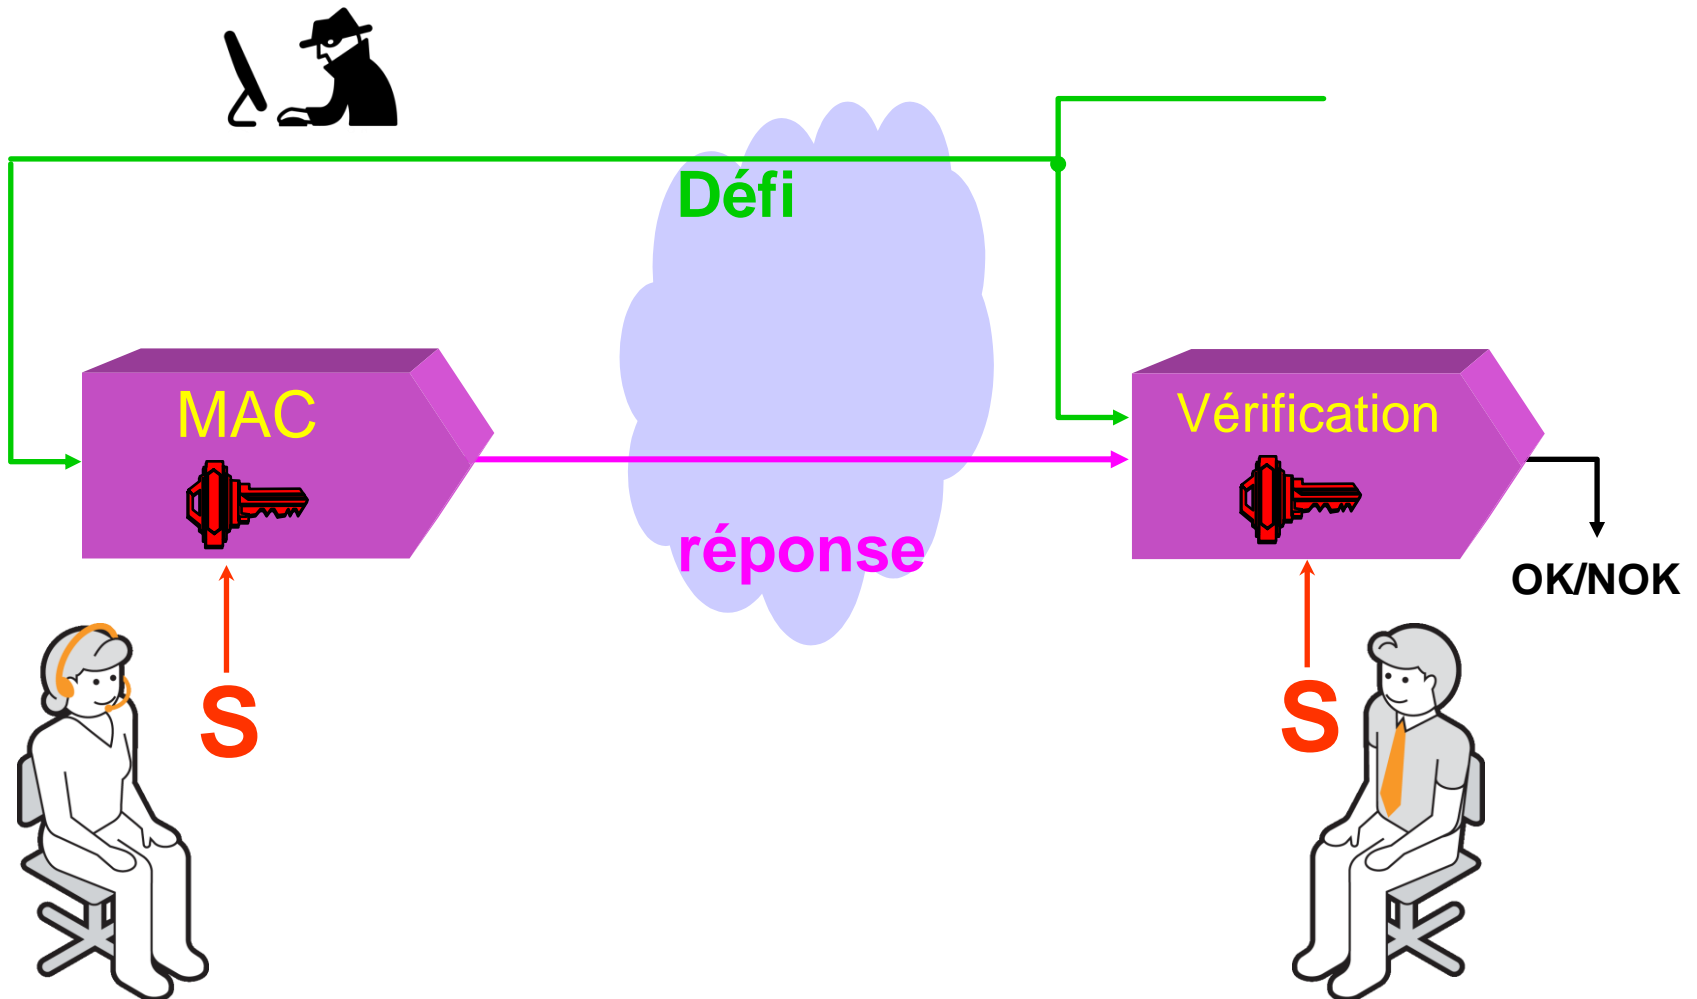 Défi
MAC
Vérification
réponse
OK/NOK
S
S